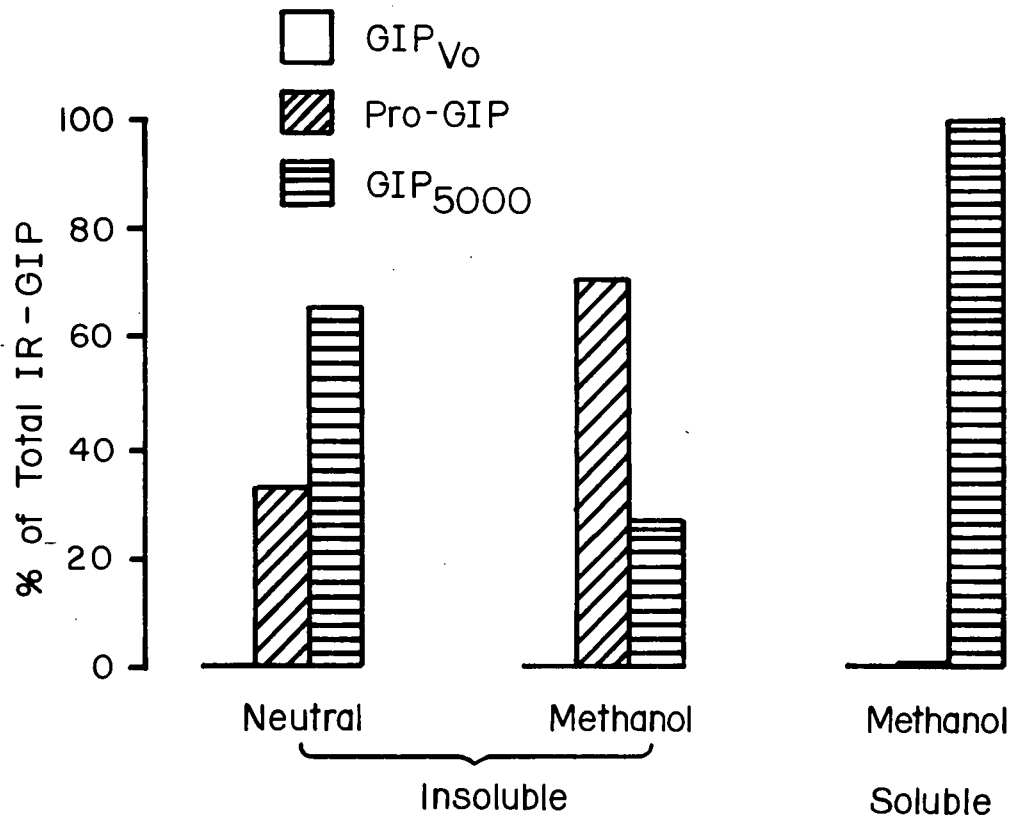 GIPVo
Pro-GIP
GIP5000
% of Total IR-GIP
100
80
60
40
20
0
Neutral
Methanol
Methanol
Insoluble
Soluble